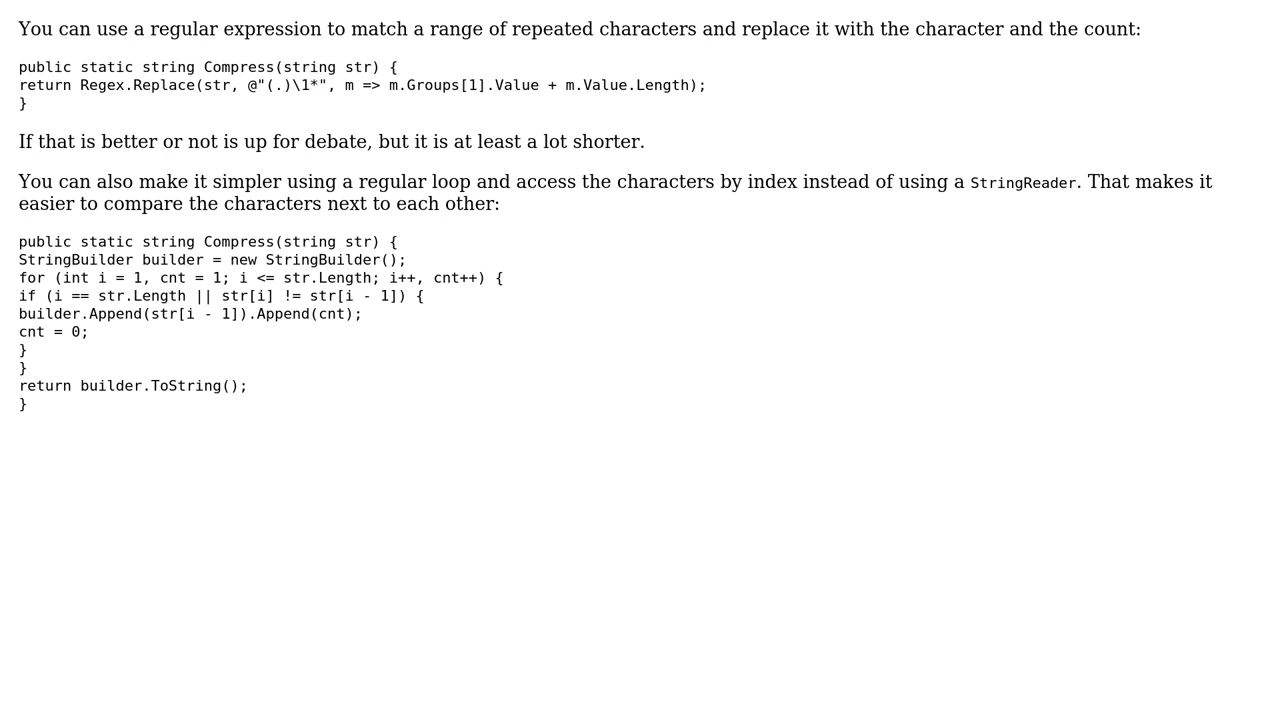 You can use a regular expression to match a range of repeated characters and replace it with the character and the count:
public static string Compress(string str) {
return Regex.Replace(str, @"(.)\1*", m => m.Groups[1].Value + m.Value.Length);
}
If that is better or not is up for debate, but it is at least a lot shorter.
You can also make it simpler using a regular loop and access the characters by index instead of using a StringReader. That makes it
easier to compare the characters next to each other:
public static string Compress(string str) {
StringBuilder builder = new StringBuilder();
for (int i = 1, cnt = 1; i <= str.Length; i++, cnt++) {
if (i == str.Length || str[i] != str[i - 1]) {
builder.Append(str[i - 1]).Append(cnt);
cnt = 0;
}
}
return builder.ToString();
}